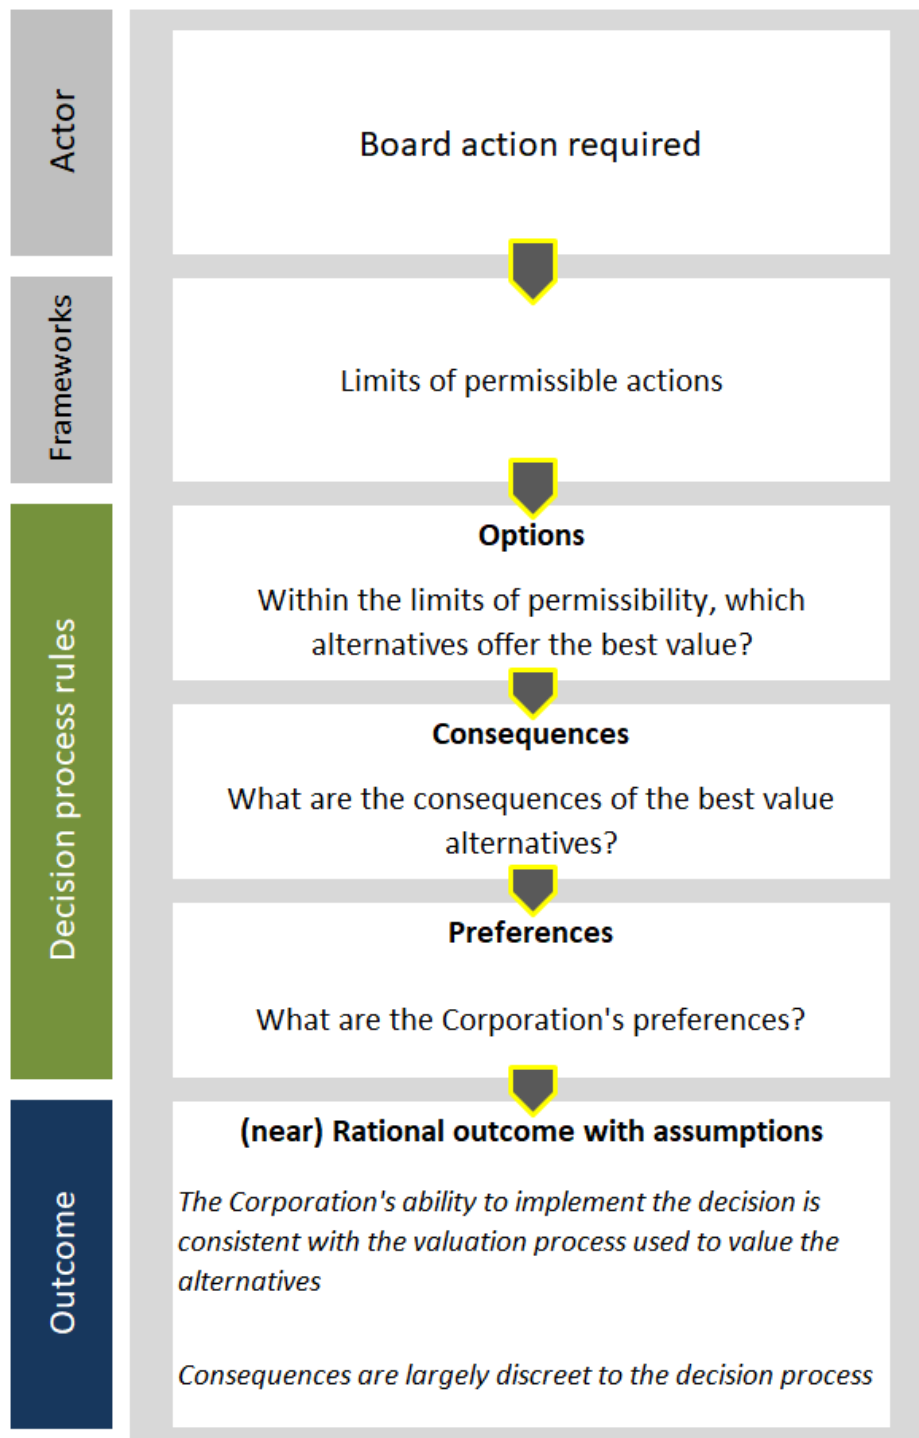 Actor
Board action required
Frameworks
Limits of permissible actions
Decision process rules
Options
Within the limits of permissibility, which
alternatives offer the best value?
Consequences
What are the consequences of the best value
alternatives?
Preferences
What are the Corporation's preferences?
Outcome
(near) Rational outcome with assumptions
The Corporation's ability to implement the decision is
consistent with the valuation process used to value the
alternatives
Consequences are largely discreet to the decision process